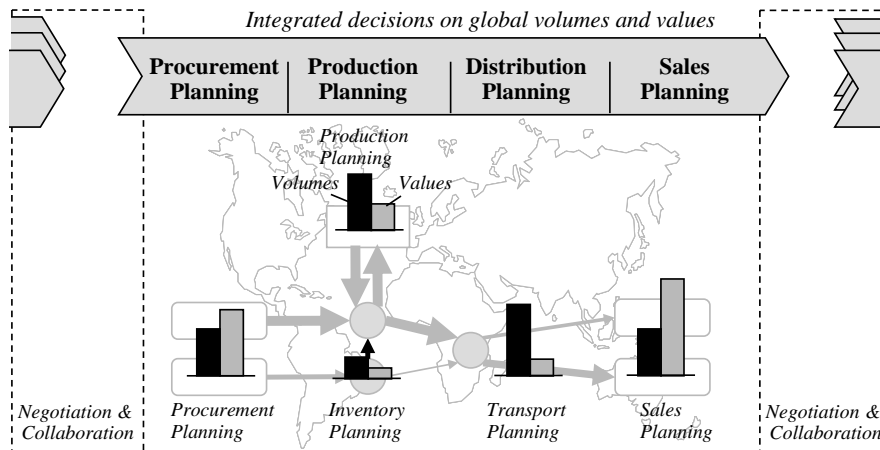 Integrated decisions on global volumes and values
Procurement
Planning
Production
Planning
Distribution
Planning
Sales
Planning
Production
Planning
Volumes
Values
Procurement
Planning
Inventory
Planning
Transport
Planning
Sales
Planning
Negotiation &
Collaboration
Negotiation &
Collaboration